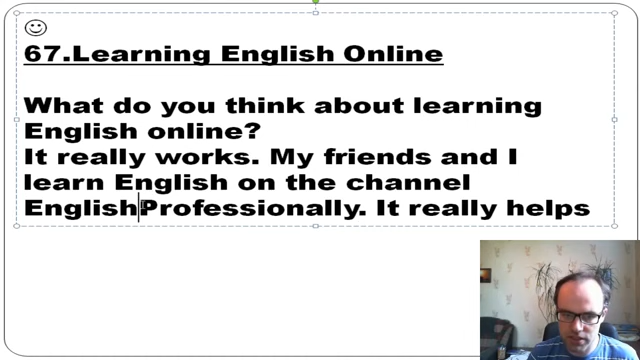 67.Learning English Online
What do you think about learning
English online?
It really works. My friends and I
learn English on the channel
EnglishProfessionally. It really helps